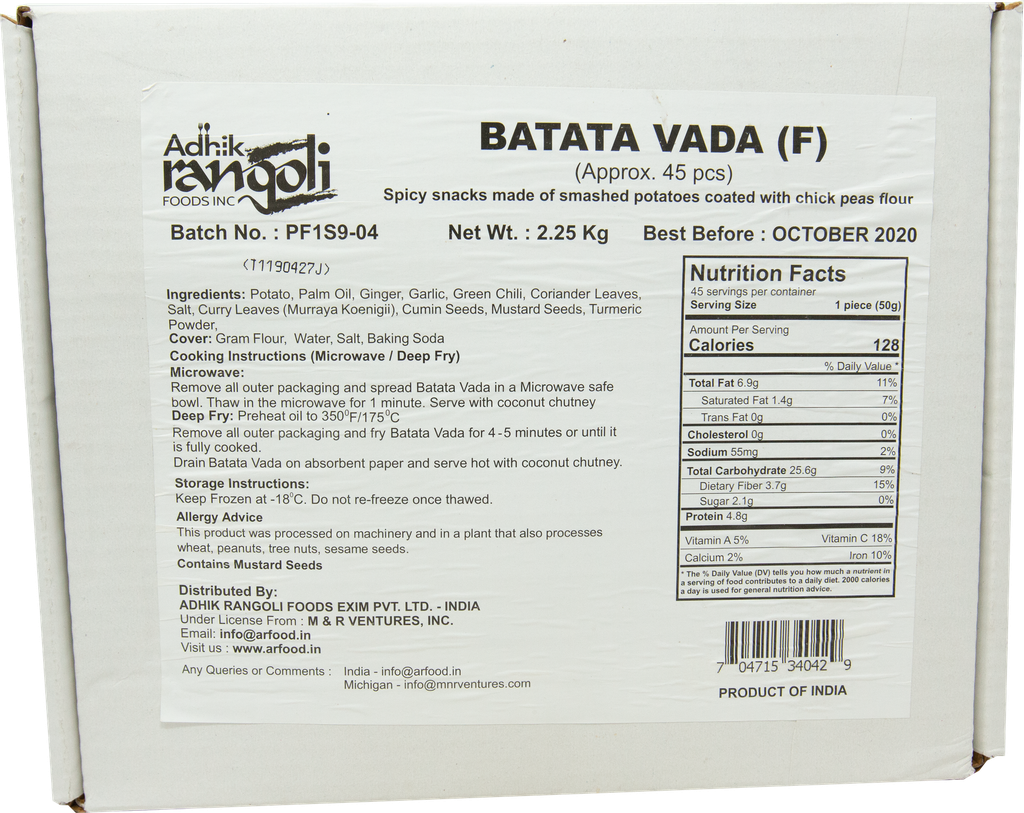 Adhik
rangoli
FOODS INC
BATATA VADA (F)
(Approx. 45 pcs)
Spicy snacks made of smashed potatoes coated with chick peas flour
Batch No. : PF1S9-04
Net Wt. : 2.25 Kg
Best Before : OCTOBER 2020
(T1190427J)
Ingredients: Potato, Palm Oil, Ginger, Garlic, Green Chili, Coriander Leaves,
Salt, Curry Leaves (Murraya Koenigii), Cumin Seeds, Mustard Seeds, Turmeric
Powder,
Cover: Gram Flour, Water, Salt, Baking Soda
Cooking Instructions (Microwave / Deep Fry)
Microwave:
Remove all outer packaging and spread Batata Vada in a Microwave safe
bowl. Thaw in the microwave for 1 minute. Serve with coconut chutney
Deep Fry: Preheat oil to 350⁰F/175⁰C
Remove all outer packaging and fry Batata Vada for 4-5 minutes or until it
is fully cooked.
Drain Batata Vada on absorbent paper and serve hot with coconut chutney.
Storage Instructions:
Keep Frozen at -18⁰C. Do not re-freeze once thawed.
Allergy Advice
This product was processed on machinery and in a plant that also processes
wheat, peanuts, tree nuts, sesame seeds.
Contains Mustard Seeds
Distributed By:
ADHIK RANGOLI FOODS EXIM PVT. LTD. - INDIA
Under License From : M & R VENTURES, INC.
Email: info@arfood.in
Visit us : www.arfood.in
Any Queries or Comments : India - info@arfood.in
Michigan - info@mnrventures.com
Nutrition Facts
45 servings per container
Serving Size 1 piece (50g)
Amount Per Serving
Calories 128
% Daily Value *
Total Fat 6.9g 11%
Saturated Fat 1.4g 7%
Trans Fat 0g 0%
Cholesterol 0g 0%
Sodium 55mg 2%
Total Carbohydrate 25.6g 9%
Dietary Fiber 3.7g 15%
Sugar 2.1g 0%
Protein 4.8g
Vitamin A 5% Vitamin C 18%
Calcium 2% Iron 10%
* The % Daily Value (DV) tells you how much a nutrient in
a serving of food contributes to a daily diet. 2000 calories
a day is used for general nutrition advice.
7 04715 34042 9
PRODUCT OF INDIA